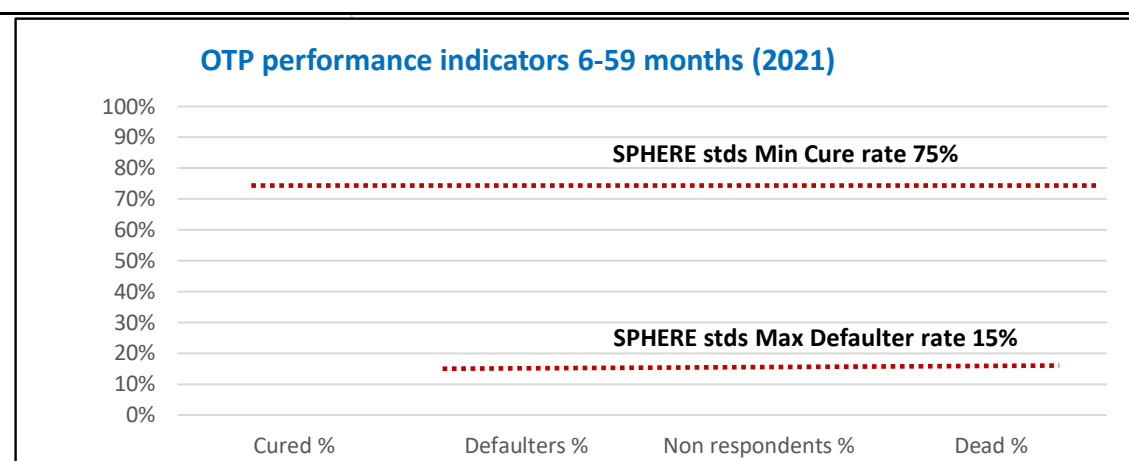 OTP performance indicators 6-59 months (2021)
100%
90%
80%
70%
60%
50%
40%
30%
20%
10%
0%
SPHERE stds Min Cure rate 75%
SPHERE stds Max Defaulter rate 15%
Cured %
Defaulters %
Non respondents %
Dead %